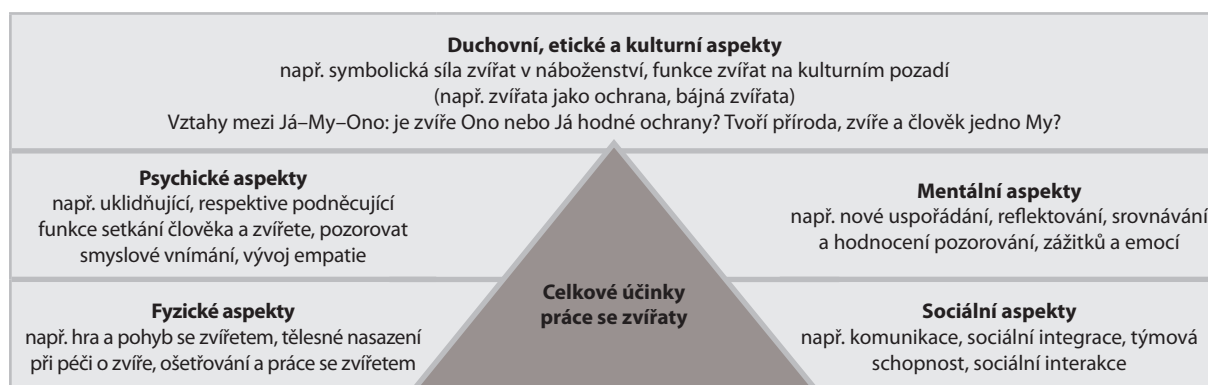 Duchovní, etické a kulturní aspekty
např. symbolická síla zvířat v náboženství, funkce zvířat na kulturním pozadí
(např. zvířata jako ochrana, bájná zvířata)
Vztahy mezi Já–My–Ono: je zvíře Ono nebo Já hodné ochrany? Tvoří příroda, zvíře a člověk jedno My?
Psychické aspekty
např. uklidňující, respektive podněcující
funkce setkání člověka a zvířete, pozorovat
smyslové vnímání, vývoj empatie
Mentální aspekty
např. nové uspořádání, reflektování, srovnávání
a hodnocení pozorování, zážitků a emocí
Fyzické aspekty
např. hra a pohyb se zvířetem, tělesné nasazení
při péči o zvíře, ošetřování a práce se zvířetem
Celkové účinky
práce se zvířaty
Sociální aspekty
např. komunikace, sociální integrace, týmová
schopnost, sociální interakce